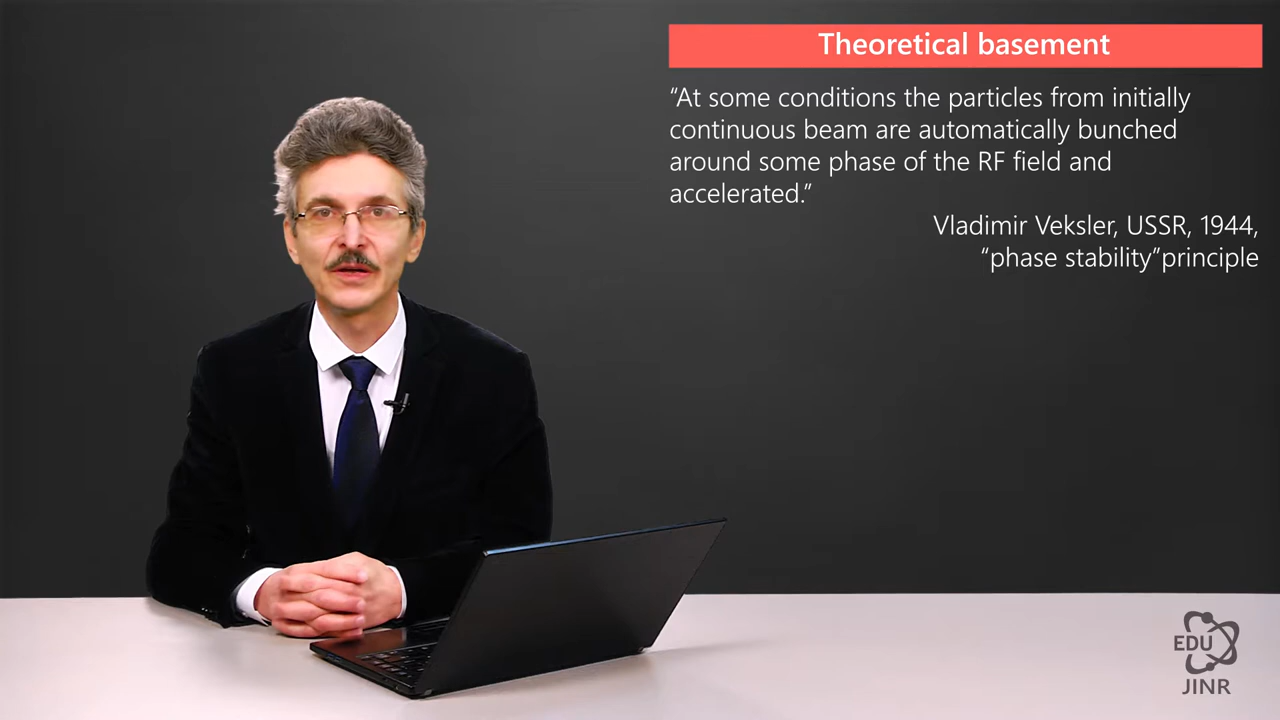 Theoretical basement
“At some conditions the particles from initially
continuous beam are automatically bunched
around some phase of the RF field and
accelerated.”
Vladimir Veksler, USSR, 1944,
“phase stability”principle
EDU
JINR